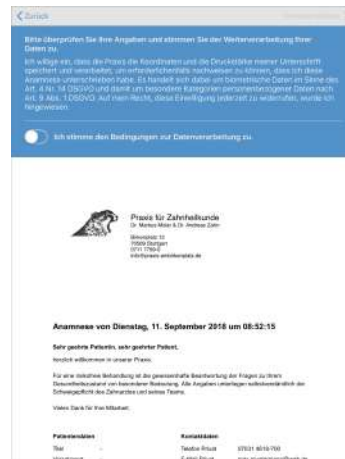 Zurück
Bitte überprüfen Sie Ihre Angaben und stimmen Sie der Weiterverarbeitung Ihrer
Daten zu.
Ich willige ein, dass die Praxis die Koordinaten und die Druckstärke meiner Unterschrift
speichert und verarbeitet, um erforderlichenfalls nachweisen zu können, dass ich diese
Anamnese unterschrieben habe. Es handelt sich dabei um biometrische Daten im Sinne des
Art. 4 Nr. 14 DSGVO und damit um besondere Kategorien personenbezogener Daten nach
Art. 9 Abs. 1 DSGVO. Auf mein Recht, diese Einwilligung jederzeit zu widerrufen, wurde ich
hingewiesen.
Ich stimme den Bedingungen zur Datenverarbeitung zu.
Praxis für Zahnheilkunde
Dr. Markus Maier & Dr. Andreas Zahn
Anamnese von Dienstag, 11. September 2018 um 08:52:15
Sehr geehrte Patientin, sehr geehrter Patient,
herzlich willkommen in unserer Praxis.
Für eine risikofreie Behandlung ist die gewissenhafte Beantwortung der Fragen zu Ihrem
Gesundheitszustand von besonderer Bedeutung. Alle Angaben unterliegen selbstverständlich der
Schweigepflicht des Zahnarztes und seines Teams.
Vielen Dank für Ihre Mitarbeit.
Patientendaten Kontaktdaten
Titel - Telefon Privat
E-Mail Privat